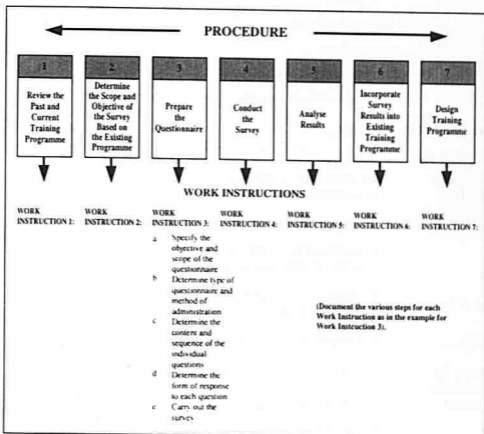 PROCEDURE
1
Review the
Past and
Current
Training
Programme
2
Determine
the Scope and
Objective of
the Survey
Based on
the Existing
Programme
3
Prepare
the
Questionnaire
4
Conduct
the
Survey
5
Analyse
Results
6
Incorporate
Survey
Results into
Existing
Training
Programme
7
Design
Training
Programme
WORK INSTRUCTIONS
WORK
INSTRUCTION 1:
WORK
INSTRUCTION 2:
WORK
INSTRUCTION 3:
a Specify the
objective and
scope of the
questionnaire
b Determine type of
questionnaire and
method of
administration
c Determine the
content and
sequence of the
individual
questions
d Determine the
form of response
to each question
e Carry out the
survey
WORK
INSTRUCTION 4:
WORK
INSTRUCTION 5:
WORK
INSTRUCTION 6:
WORK
INSTRUCTION 7:
(Document the various steps for each
Work Instruction as in the example for
Work Instruction 3).